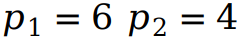 p₁ = 6 p₂ = 4